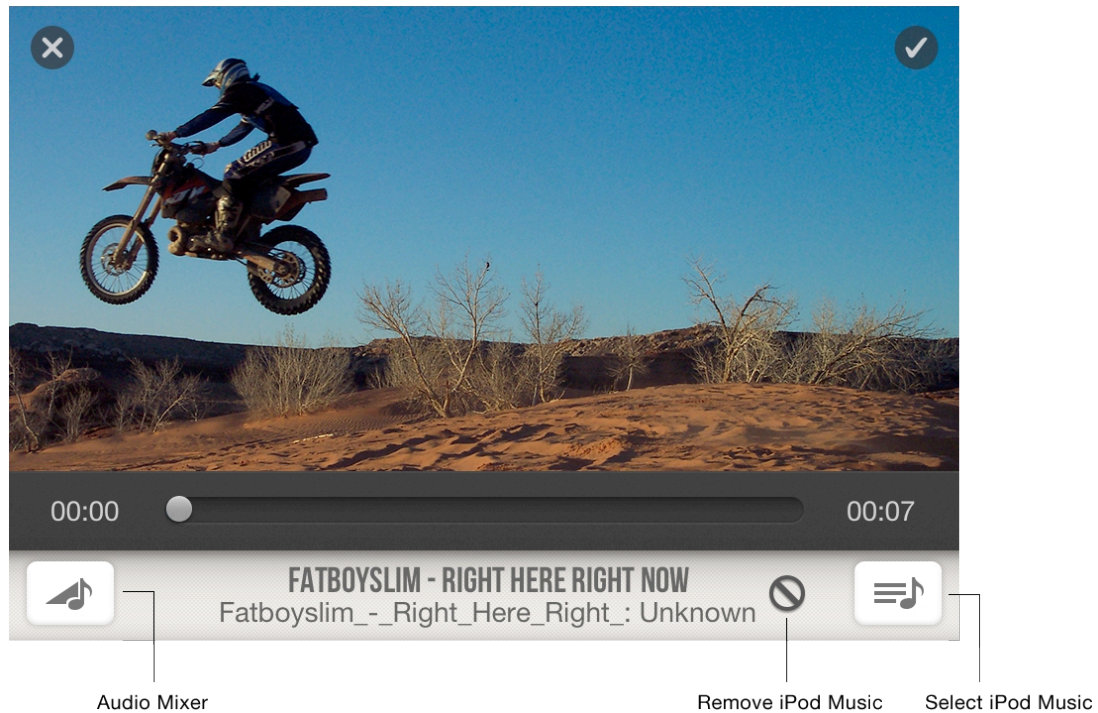 00:00
00:07
FATBOYSLIM - RIGHT HERE RIGHT NOW
Fatboyslim_-_Right_Here_Right_: Unknown
Audio Mixer
Remove iPod Music
Select iPod Music